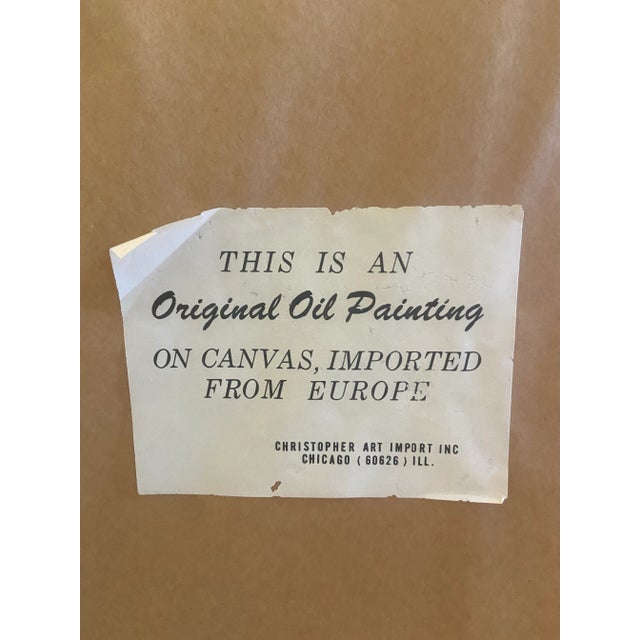 THIS IS AN
Original Oil Painting
ON CANVAS, IMPORTED
FROM EUROPE
CHRISTOPHER ART IMPORT INC
CHICAGO (60626) ILL.